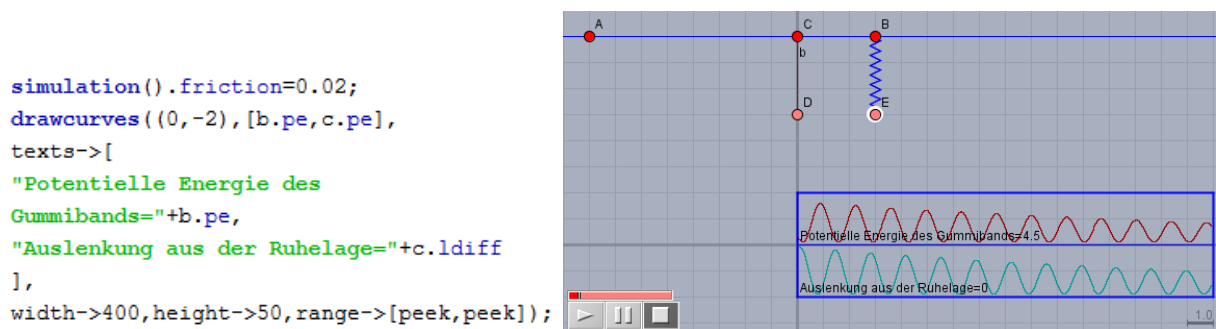 simulation().friction=0.02;
drawcurves((0,-2),[b.pe,c.pe],
texts->[
"Potentielle Energie des
Gummibands="+b.pe,
"Auslenkung aus der Ruhelage="+c.ldiff
],
width->400,height->50,range->[peek,peek]);
A
C
B
b
D
E
Potentielle Energie des Gummibands=4.5
Auslenkung aus der Ruhelage=0
1.0